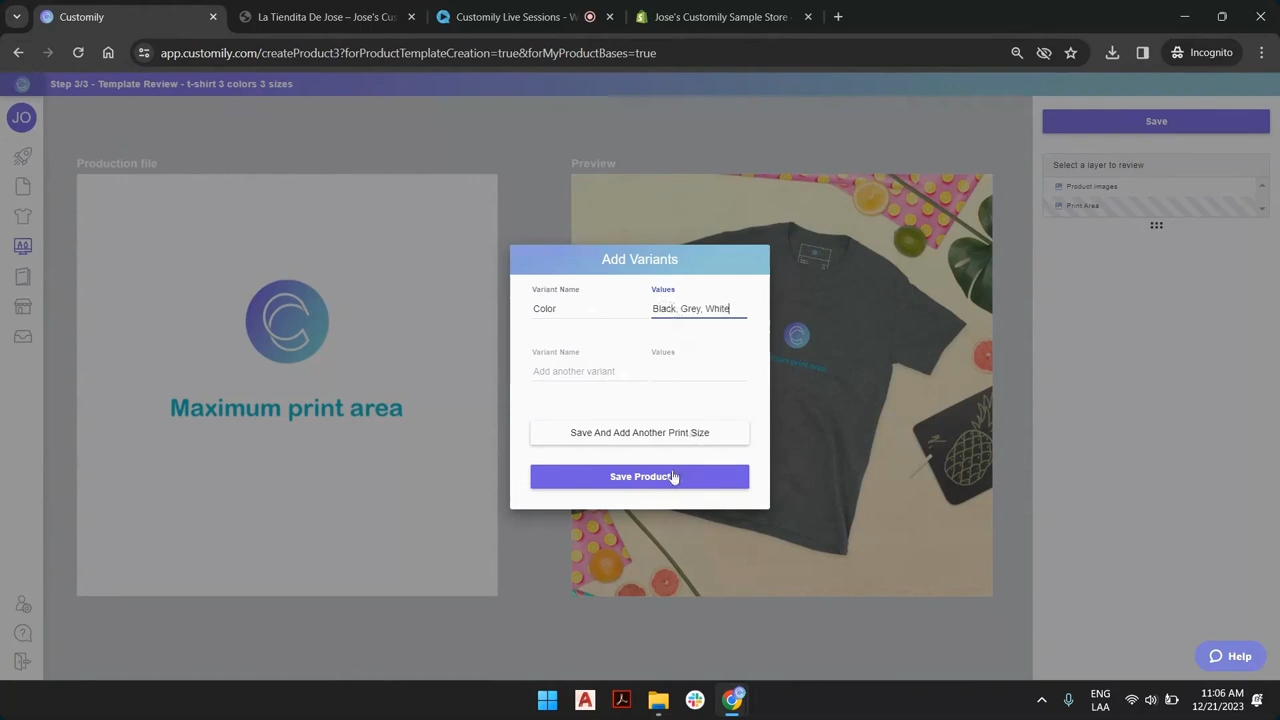 Customily
La Tiendita De Jose – Jose's Cus
Customily Live Sessions - W
Jose's Customily Sample Store
app.customily.com/createProduct3?forProductTemplateCreation=true&forMyProductBases=true
Incognito
Step 3/3 - Template Review - t-shirt 3 colors 3 sizes
JO
Save
Production file
Preview
Select a layer to review
Product images
Print Area
Add Variants
Variant Name
Values
Color
Black, Grey, White
Variant Name
Values
Add another variant
Save And Add Another Print Size
Save Product
Maximum print area
print area
Help
ENG
LAA
11:06 AM
12/21/2023